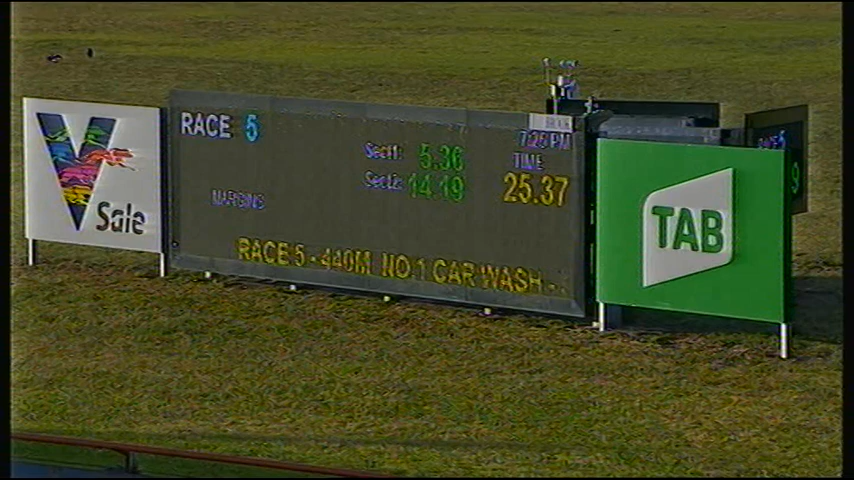 V
Sale
RACE 5
7:25 PM
Sect1: 5.36
TIME
Sect2: 14.19
25.37
MARGINS
RACE 5 - 440M NO.1 CAR WASH -
TAB
9